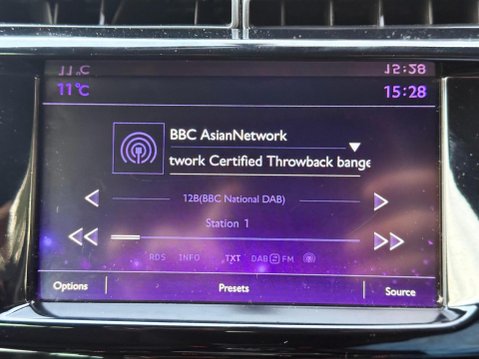 11°C 15:28
BBC AsianNetwork
twork Certified Throwback bange
12B(BBC National DAB)
Station 1
RDS INFO TXT DAB FM
Options Presets Source